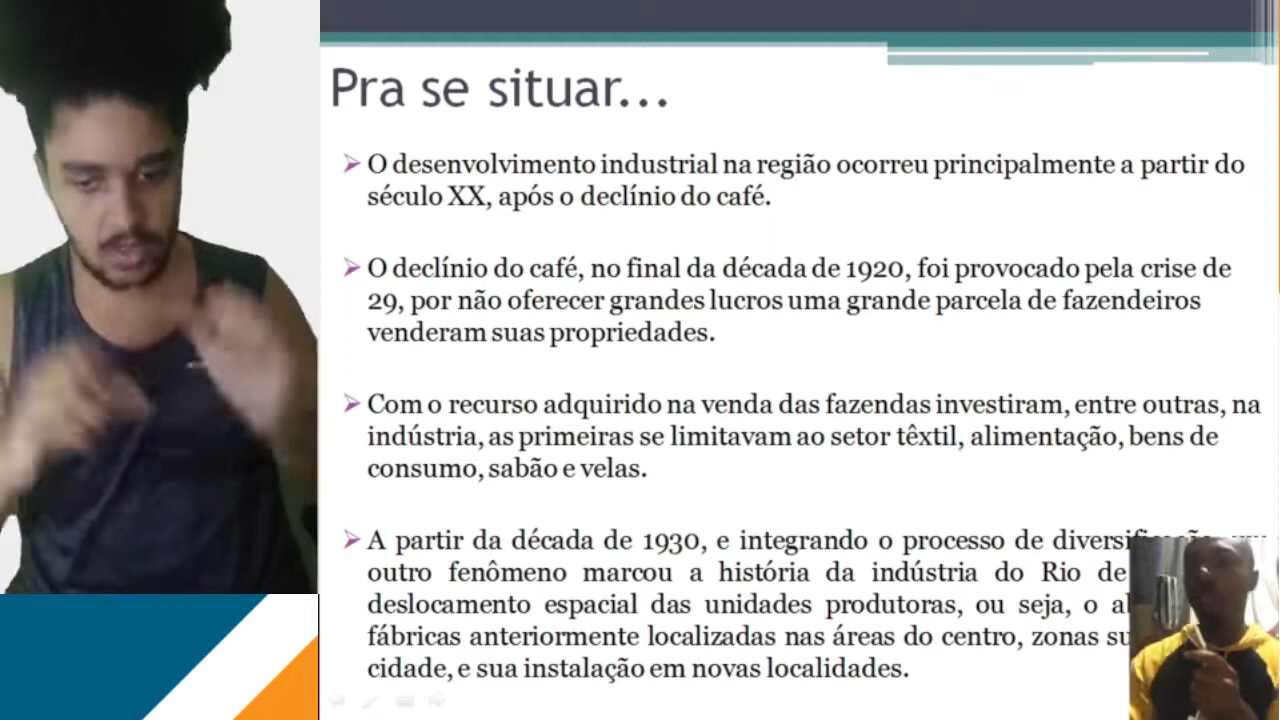 Pra se situar...
O desenvolvimento industrial na região ocorreu principalmente a partir do
século XX, após o declínio do café.
O declínio do café, no final da década de 1920, foi provocado pela crise de
29, por não oferecer grandes lucros uma grande parcela de fazendeiros
venderam suas propriedades.
Com o recurso adquirido na venda das fazendas investiram, entre outras, na
indústria, as primeiras se limitavam ao setor têxtil, alimentação, bens de
consumo, sabão e velas.
A partir da década de 1930, e integrando o processo de
outro fenômeno marcou a história da indústria do Rio de
deslocamento espacial das unidades produtoras, ou seja, o
fábricas anteriormente localizadas nas áreas do centro, zonas
cidade, e sua instalação em novas localidades.